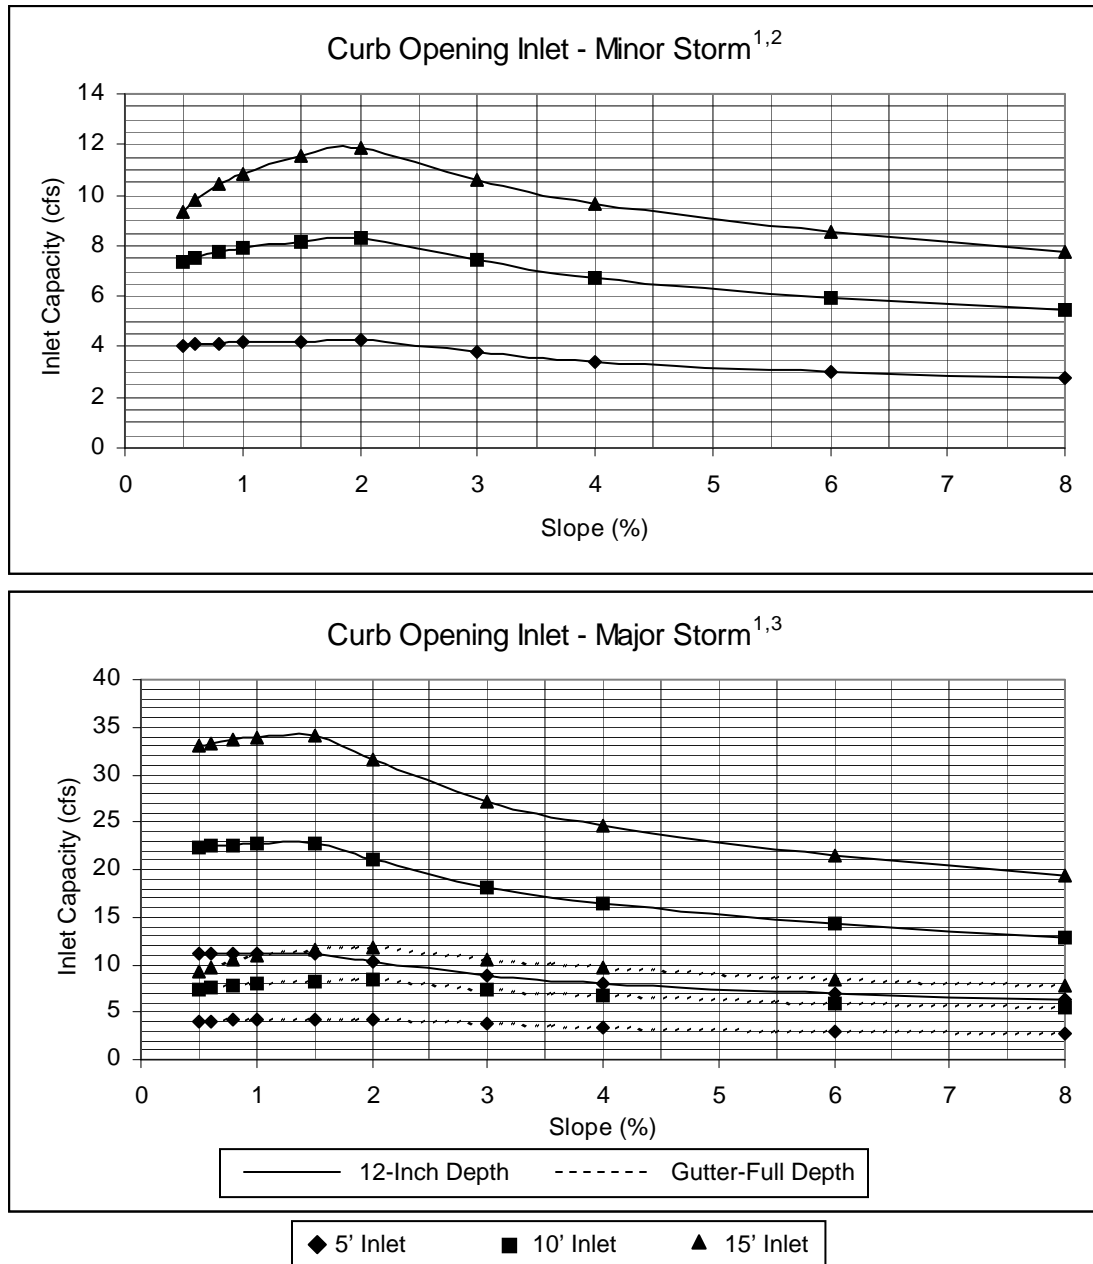 Curb Opening Inlet - Minor Storm1,2
14
12
10
8
6
4
2
0
Inlet Capacity (cfs)
0 1 2 3 4 5 6 7 8
Slope (%)
Curb Opening Inlet - Major Storm1,3
40
35
30
25
20
15
10
5
0
Inlet Capacity (cfs)
0 1 2 3 4 5 6 7 8
Slope (%)
12-Inch Depth Gutter-Full Depth
5' Inlet 10' Inlet 15' Inlet